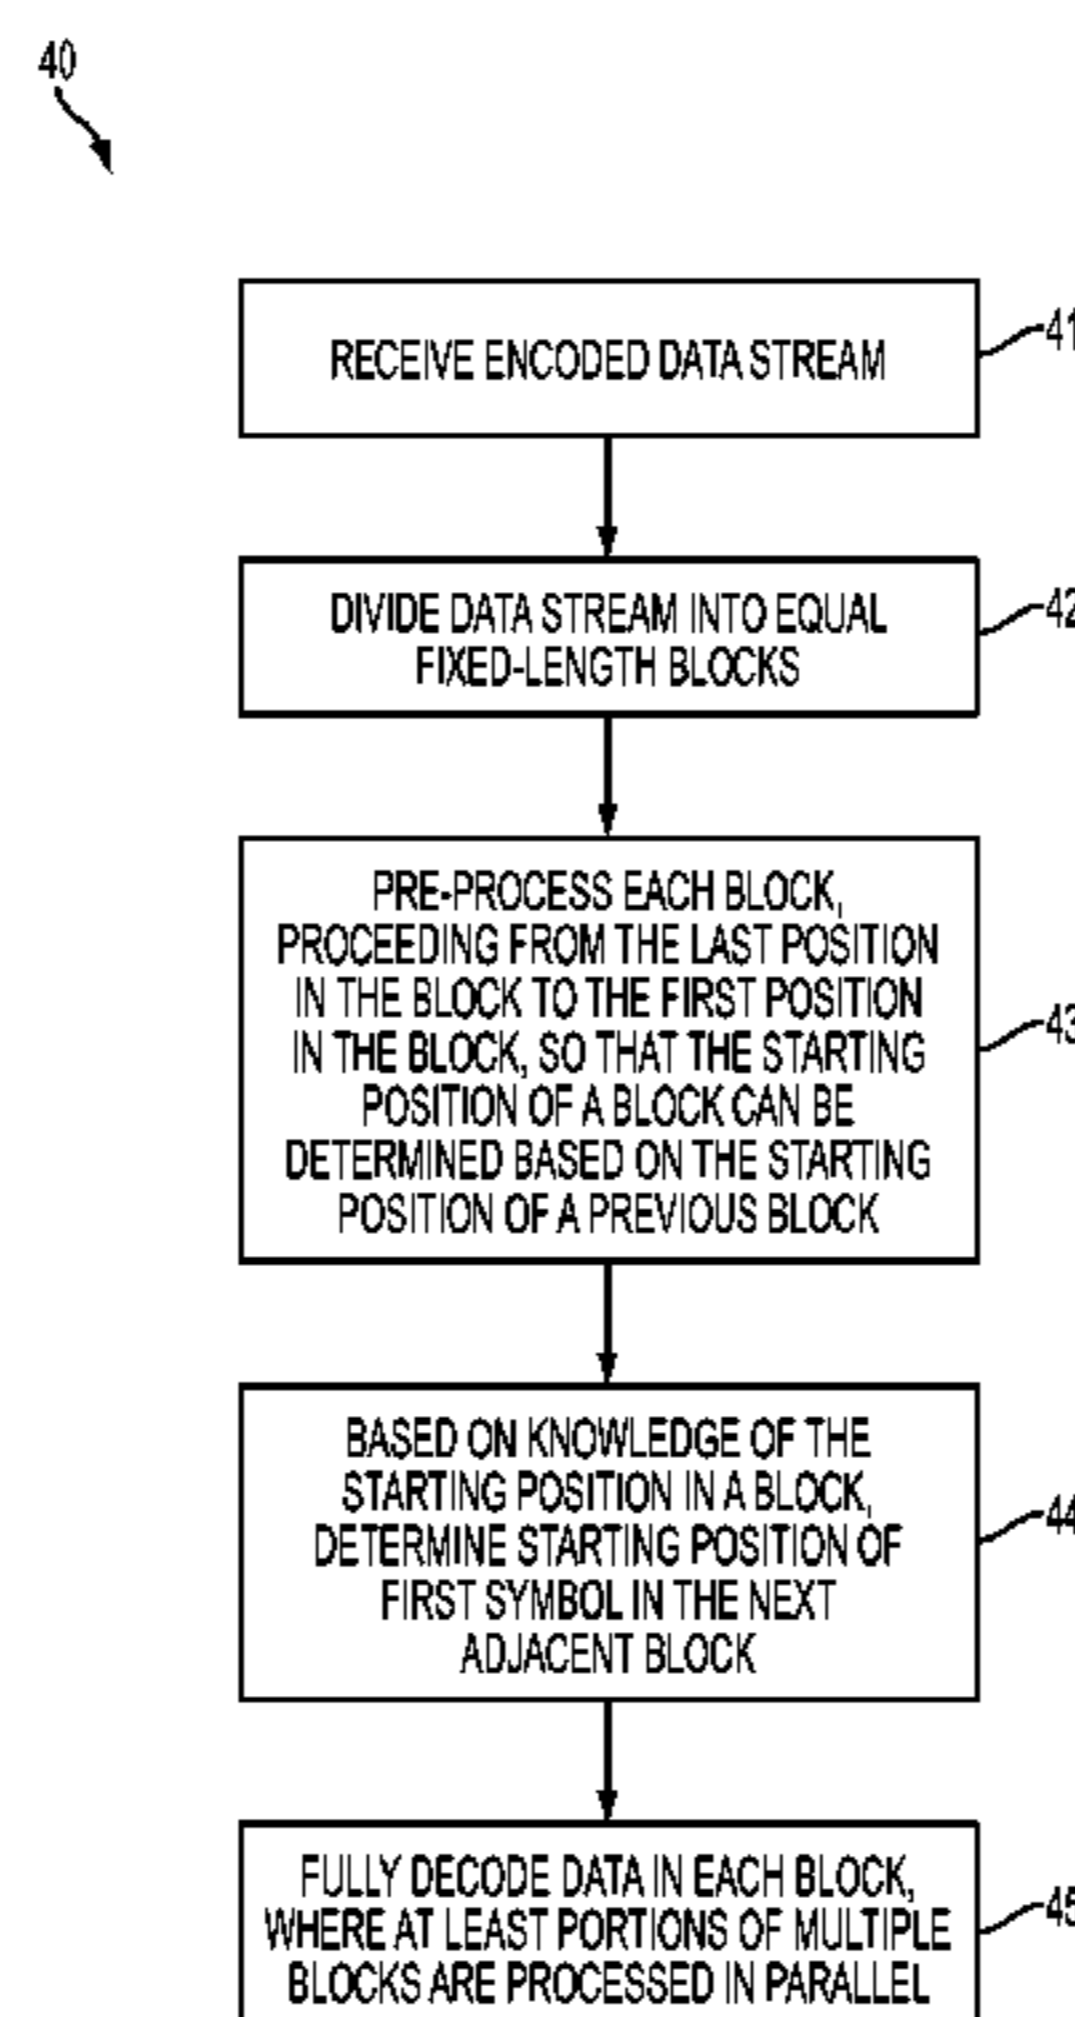 40
RECEIVE ENCODED DATA STREAM
41
DIVIDE DATA STREAM INTO EQUAL
FIXED-LENGTH BLOCKS
42
PRE-PROCESS EACH BLOCK,
PROCEEDING FROM THE LAST POSITION
IN THE BLOCK TO THE FIRST POSITION
IN THE BLOCK, SO THAT THE STARTING
POSITION OF A BLOCK CAN BE
DETERMINED BASED ON THE STARTING
POSITION OF A PREVIOUS BLOCK
43
BASED ON KNOWLEDGE OF THE
STARTING POSITION IN A BLOCK,
DETERMINE STARTING POSITION OF
FIRST SYMBOL IN THE NEXT
ADJACENT BLOCK
44
FULLY DECODE DATA IN EACH BLOCK,
WHERE AT LEAST PORTIONS OF MULTIPLE
BLOCKS ARE PROCESSED IN PARALLEL
45